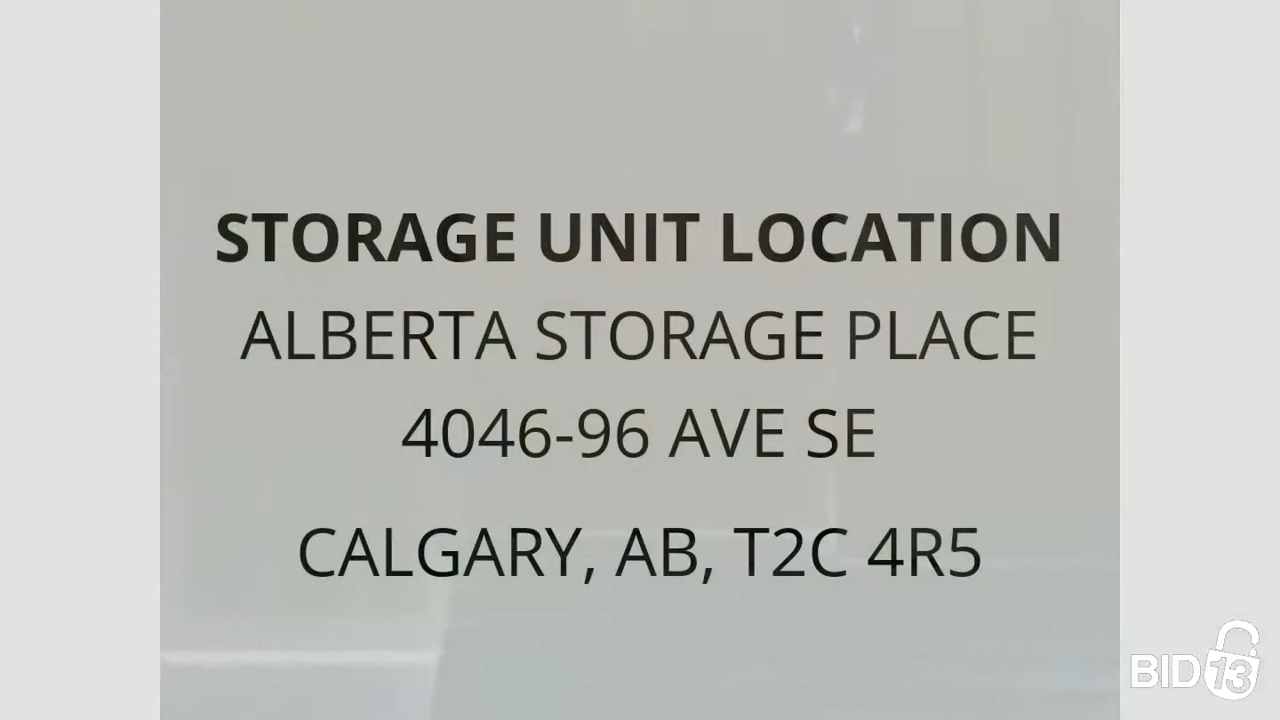 STORAGE UNIT LOCATION
ALBERTA STORAGE PLACE
4046-96 AVE SE
CALGARY, AB, T2C 4R5
BID13